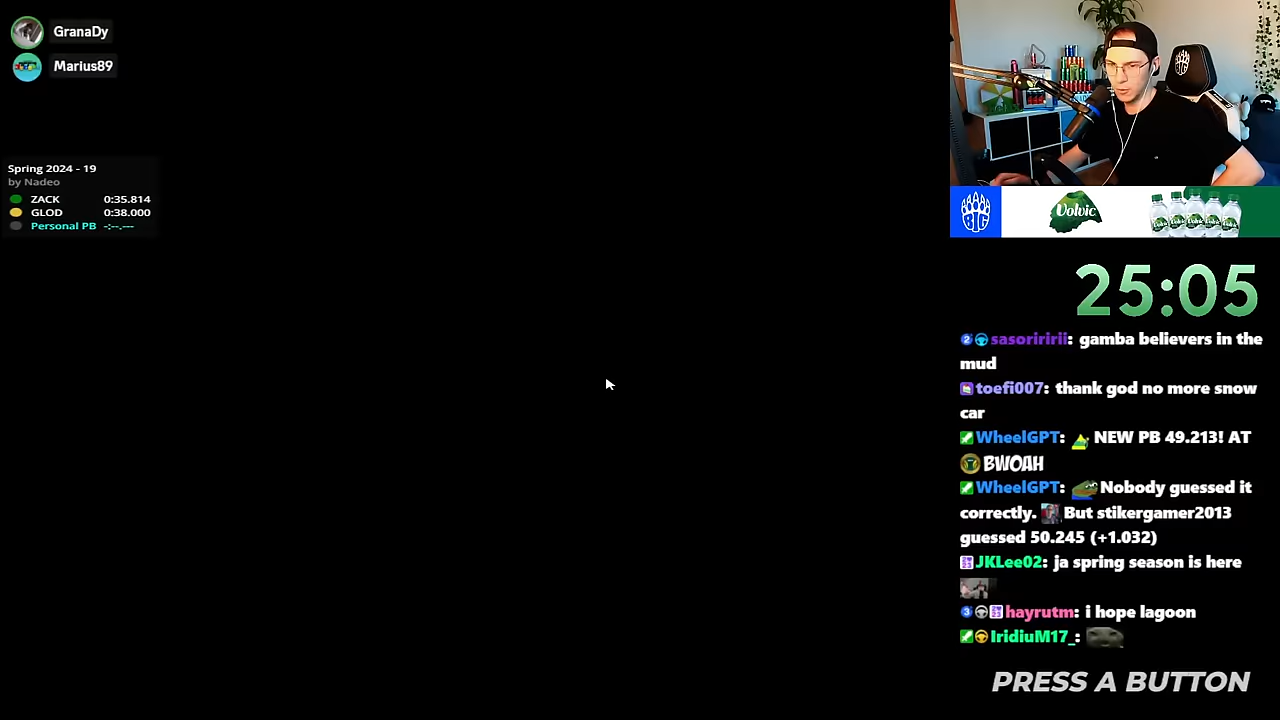 GranaDy
Marius89
Spring 2024 - 19
by Nadeo
ZACK 0:35.814
GLOD 0:38.000
Personal PB -:--.---
BIG
Volvic
25:05
sasoriririi: gamba believers in the
mud
toefi007: thank god no more snow
car
WheelGPT: NEW PB 49.213! AT
BWOAH
WheelGPT: Nobody guessed it
correctly. But stikergamer2013
guessed 50.245 (+1.032)
JKLee02: ja spring season is here
hayrutm: i hope lagoon
IridiuM17_:
PRESS A BUTTON